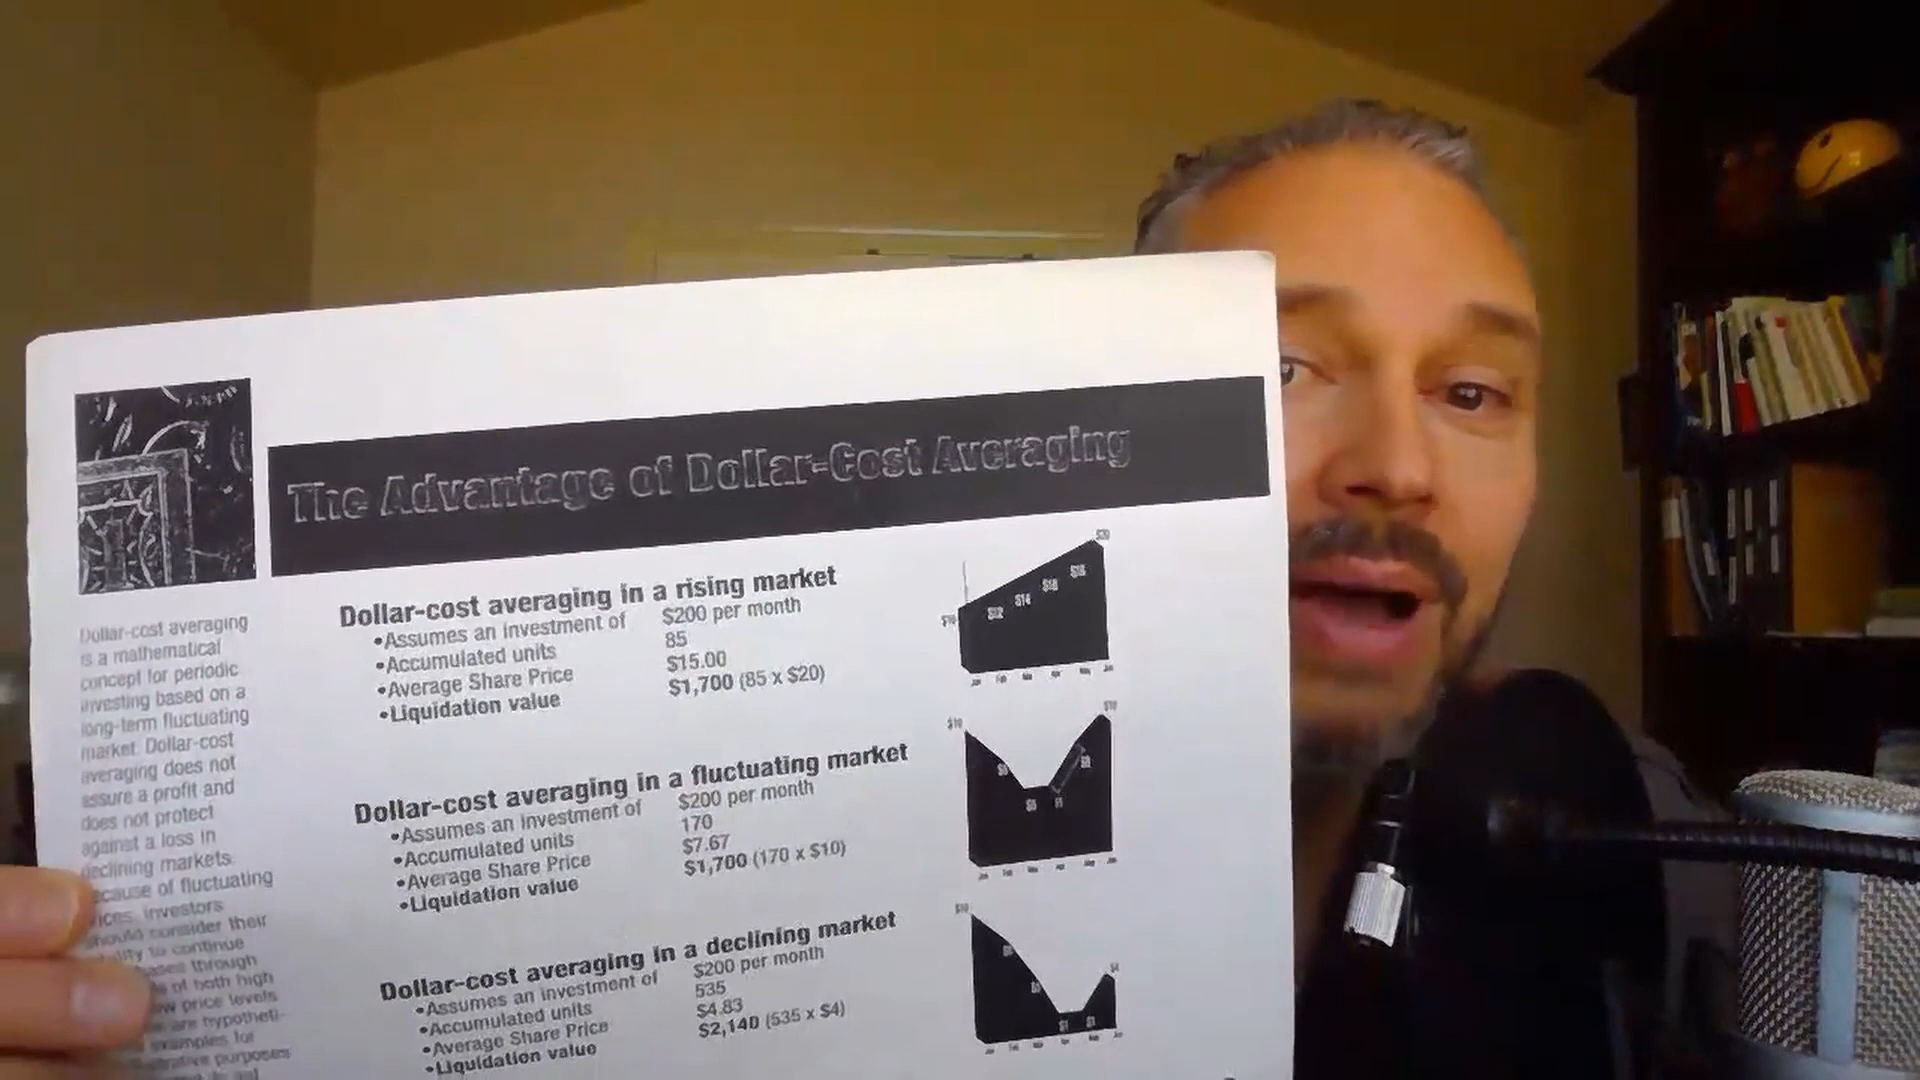 The Advantage of Dollar-Cost Averaging
Dollar-cost averaging
is a mathematical
concept for periodic
investing based on a
long-term fluctuating
market. Dollar-cost
averaging does not
assure a profit and
does not protect
against a loss in
declining markets.
of fluctuating
investors
should consider their
to continue
through
of both high
price levels
are hypotheti-
examples for
purposes
Dollar-cost averaging in a rising market
•Assumes an investment of $200 per month
•Accumulated units 85
•Average Share Price $15.00
•Liquidation value $1,700 (85 x $20)
$20
$18
$14
$12
Dollar-cost averaging in a fluctuating market
•Assumes an investment of $200 per month
•Accumulated units 170
•Average Share Price $7.67
•Liquidation value $1,700 (170 x $10)
$10 $10
Dollar-cost averaging in a declining market
•Assumes an investment of $200 per month
•Accumulated units 535
•Average Share Price $4.83
•Liquidation value $2,140 (535 x $4)
$10
$4
$1